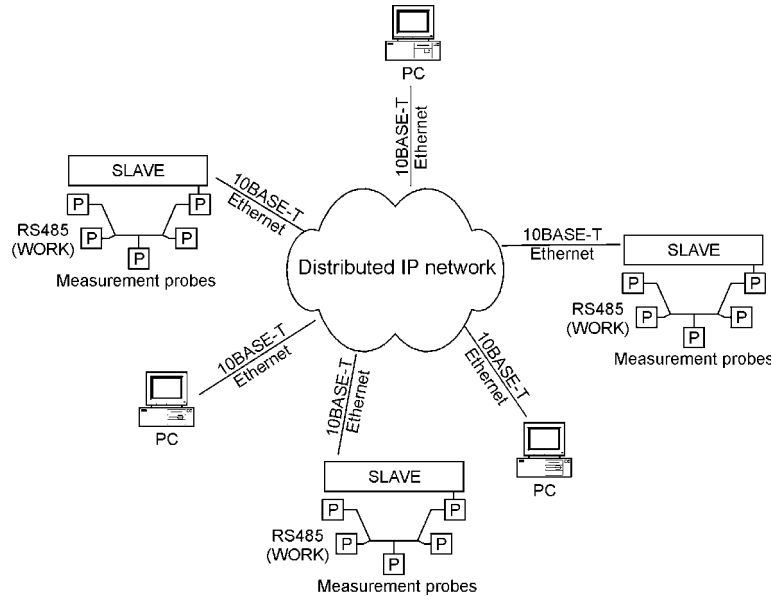 PC
10BASE-T
Ethernet
SLAVE
P
P
RS485
(WORK)
P
P
P
Measurement probes
10BASE-T
Ethernet
Distributed IP network
10BASE-T
Ethernet
SLAVE
P
P
RS485
(WORK)
P
P
P
Measurement probes
10BASE-T
Ethernet
PC
10BASE-T
Ethernet
10BASE-T
Ethernet
PC
SLAVE
P
P
RS485
(WORK)
P
P
P
Measurement probes